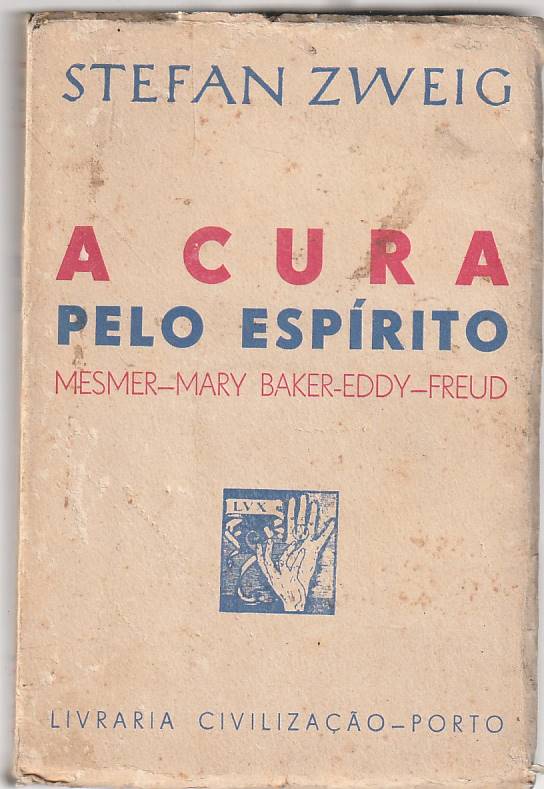 STEFAN ZWEIG
A CURA
PELO ESPÍRITO
MESMER—MARY BAKER-EDDY—FREUD
LVX
LIVRARIA CIVILIZAÇÃO—PORTO